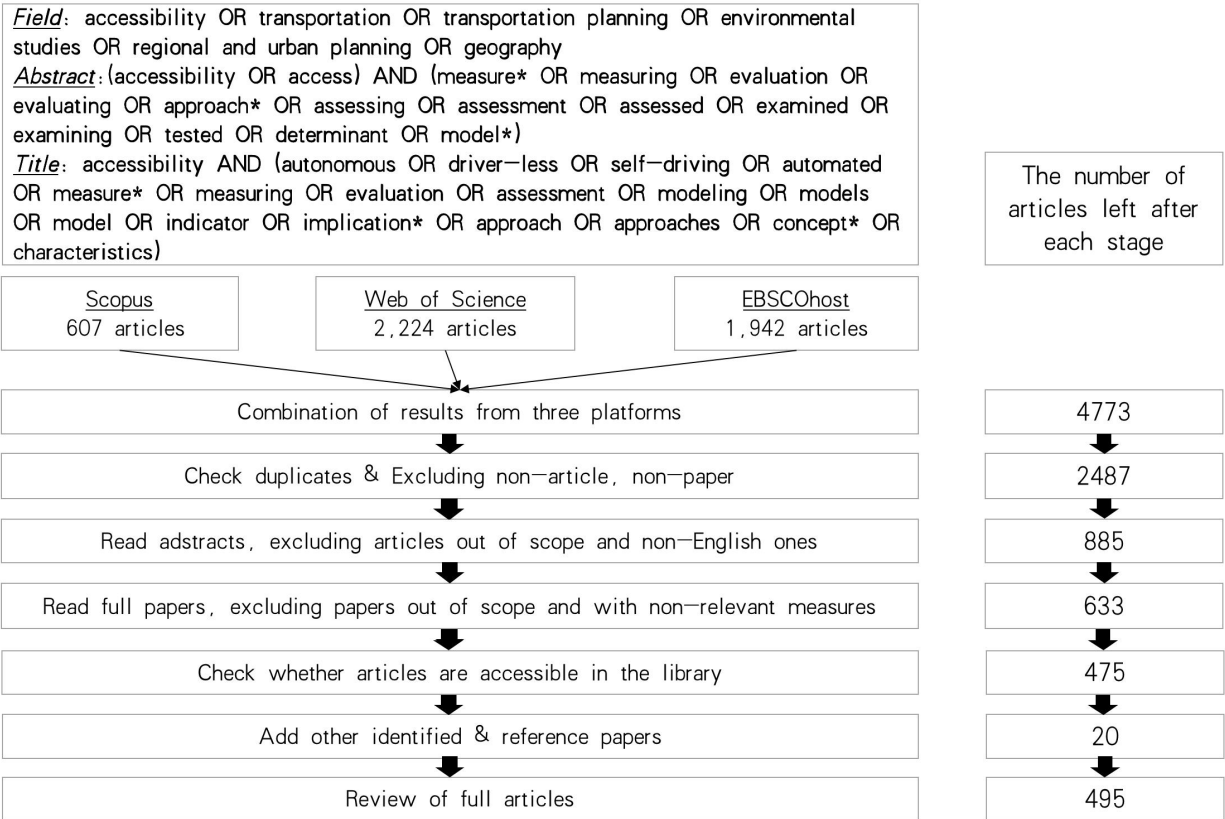 Field: accessibility OR transportation OR transportation planning OR environmental
studies OR regional and urban planning OR geography
Abstract:(accessibility OR access) AND (measure* OR measuring OR evaluation OR
evaluating OR approach* OR assessing OR assessment OR assessed OR examined OR
examining OR tested OR determinant OR model*)
Title: accessibility AND (autonomous OR driver-less OR self-driving OR automated
OR measure* OR measuring OR evaluation OR assessment OR modeling OR models
OR model OR indicator OR implication* OR approach OR approaches OR concept* OR
characteristics)
The number of
articles left after
each stage
Scopus
607 articles
Web of Science
2,224 articles
EBSCOhost
1,942 articles
Combination of results from three platforms
4773
Check duplicates & Excluding non-article, non-paper
2487
Read adstracts, excluding articles out of scope and non-English ones
885
Read full papers, excluding papers out of scope and with non-relevant measures
633
Check whether articles are accessible in the library
475
Add other identified & reference papers
20
Review of full articles
495